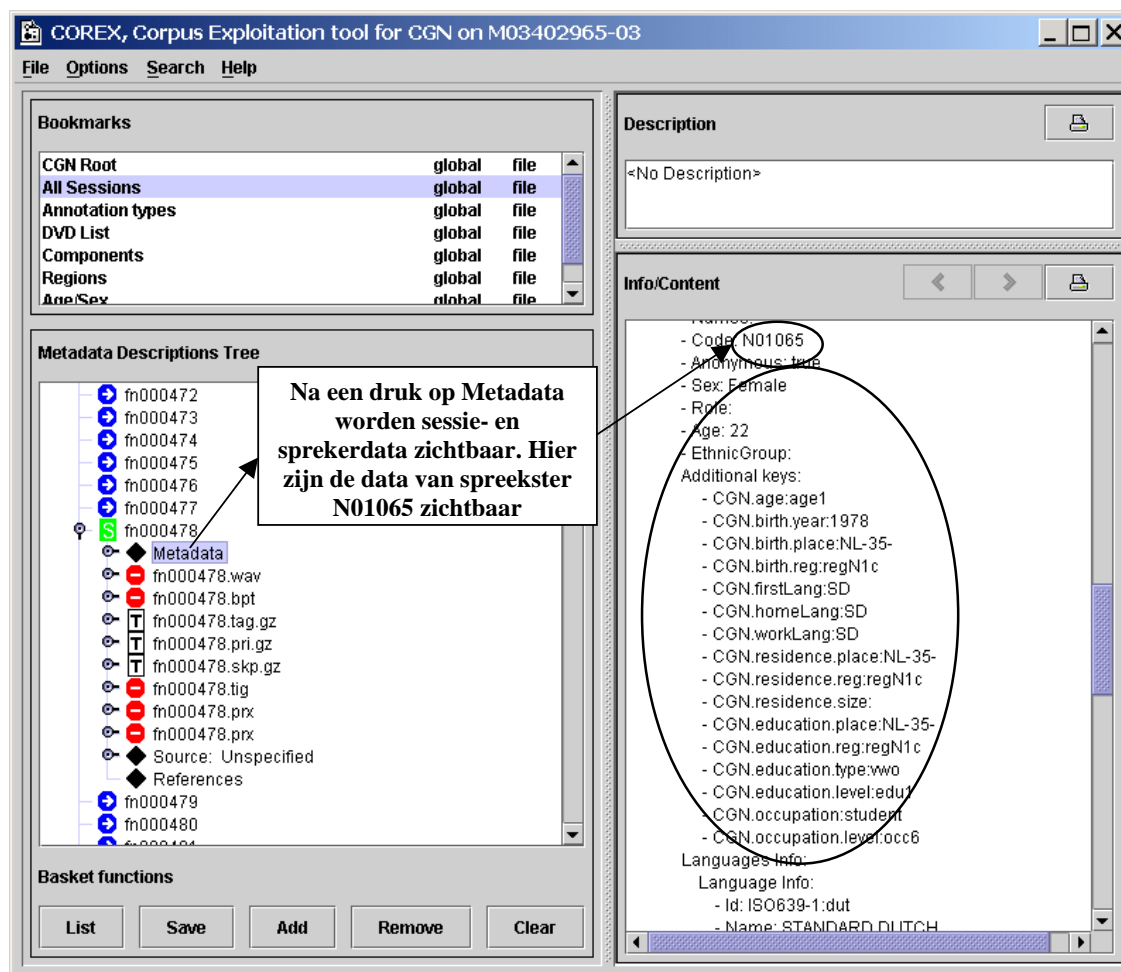 COREX, Corpus Exploitation tool for CGN on M03402965-03
File Options Search Help
Bookmarks
CGN Root global file
All Sessions global file
Annotation types global file
DVD List global file
Components global file
Regions global file
Age/Sex global file
Metadata Descriptions Tree
fn000472
fn000473
fn000474
fn000475
fn000476
fn000477
S fn000478
Metadata
fn000478.wav
fn000478.bpt
T fn000478.tag.gz
T fn000478.pri.gz
T fn000478.skp.gz
fn000478.tig
fn000478.prx
fn000478.prx
Source: Unspecified
References
fn000479
fn000480
fn000481
Basket functions
List Save Add Remove Clear
Na een druk op Metadata
worden sessie- en
sprekerdata zichtbaar. Hier
zijn de data van spreekster
N01065 zichtbaar
Description
<No Description>
Info/Content
- Names:
- Code: N01065
- Anonymous: true
- Sex: Female
- Role:
- Age: 22
- EthnicGroup:
Additional keys:
- CGN.age:age1
- CGN.birth.year:1978
- CGN.birth.place:NL-35-
- CGN.birth.reg:regN1c
- CGN.firstLang:SD
- CGN.homeLang:SD
- CGN.workLang:SD
- CGN.residence.place:NL-35-
- CGN.residence.reg:regN1c
- CGN.residence.size:
- CGN.education.place:NL-35-
- CGN.education.reg:regN1c
- CGN.education.type:vwo
- CGN.education.level:edu1
- CGN.occupation:student
- CGN.occupation.level:occ6
Languages Info:
Language Info:
- Id: ISO639-1:dut
- Name: STANDARD DUTCH